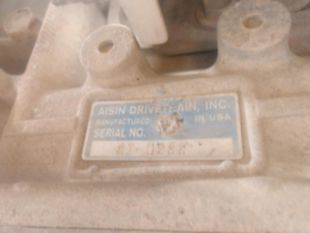 AISIN DRIVETRAIN, INC.
MANUFACTURED IN USA
SERIAL NO.